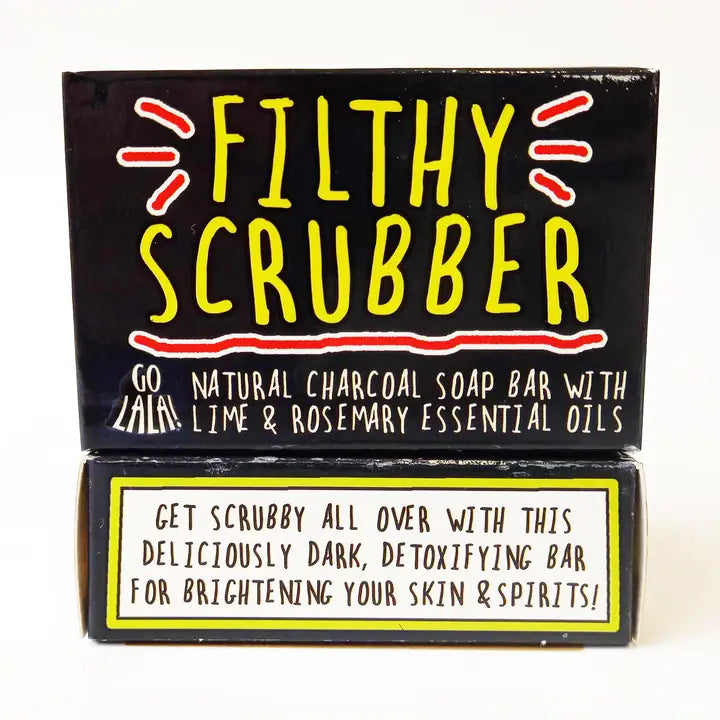 FILTHY
SCRUBBER
GO
LALA!
NATURAL CHARCOAL SOAP BAR WITH
LIME & ROSEMARY ESSENTIAL OILS
GET SCRUBBY ALL OVER WITH THIS
DELICIOUSLY DARK, DETOXIFYING BAR
FOR BRIGHTENING YOUR SKIN & SPIRITS!